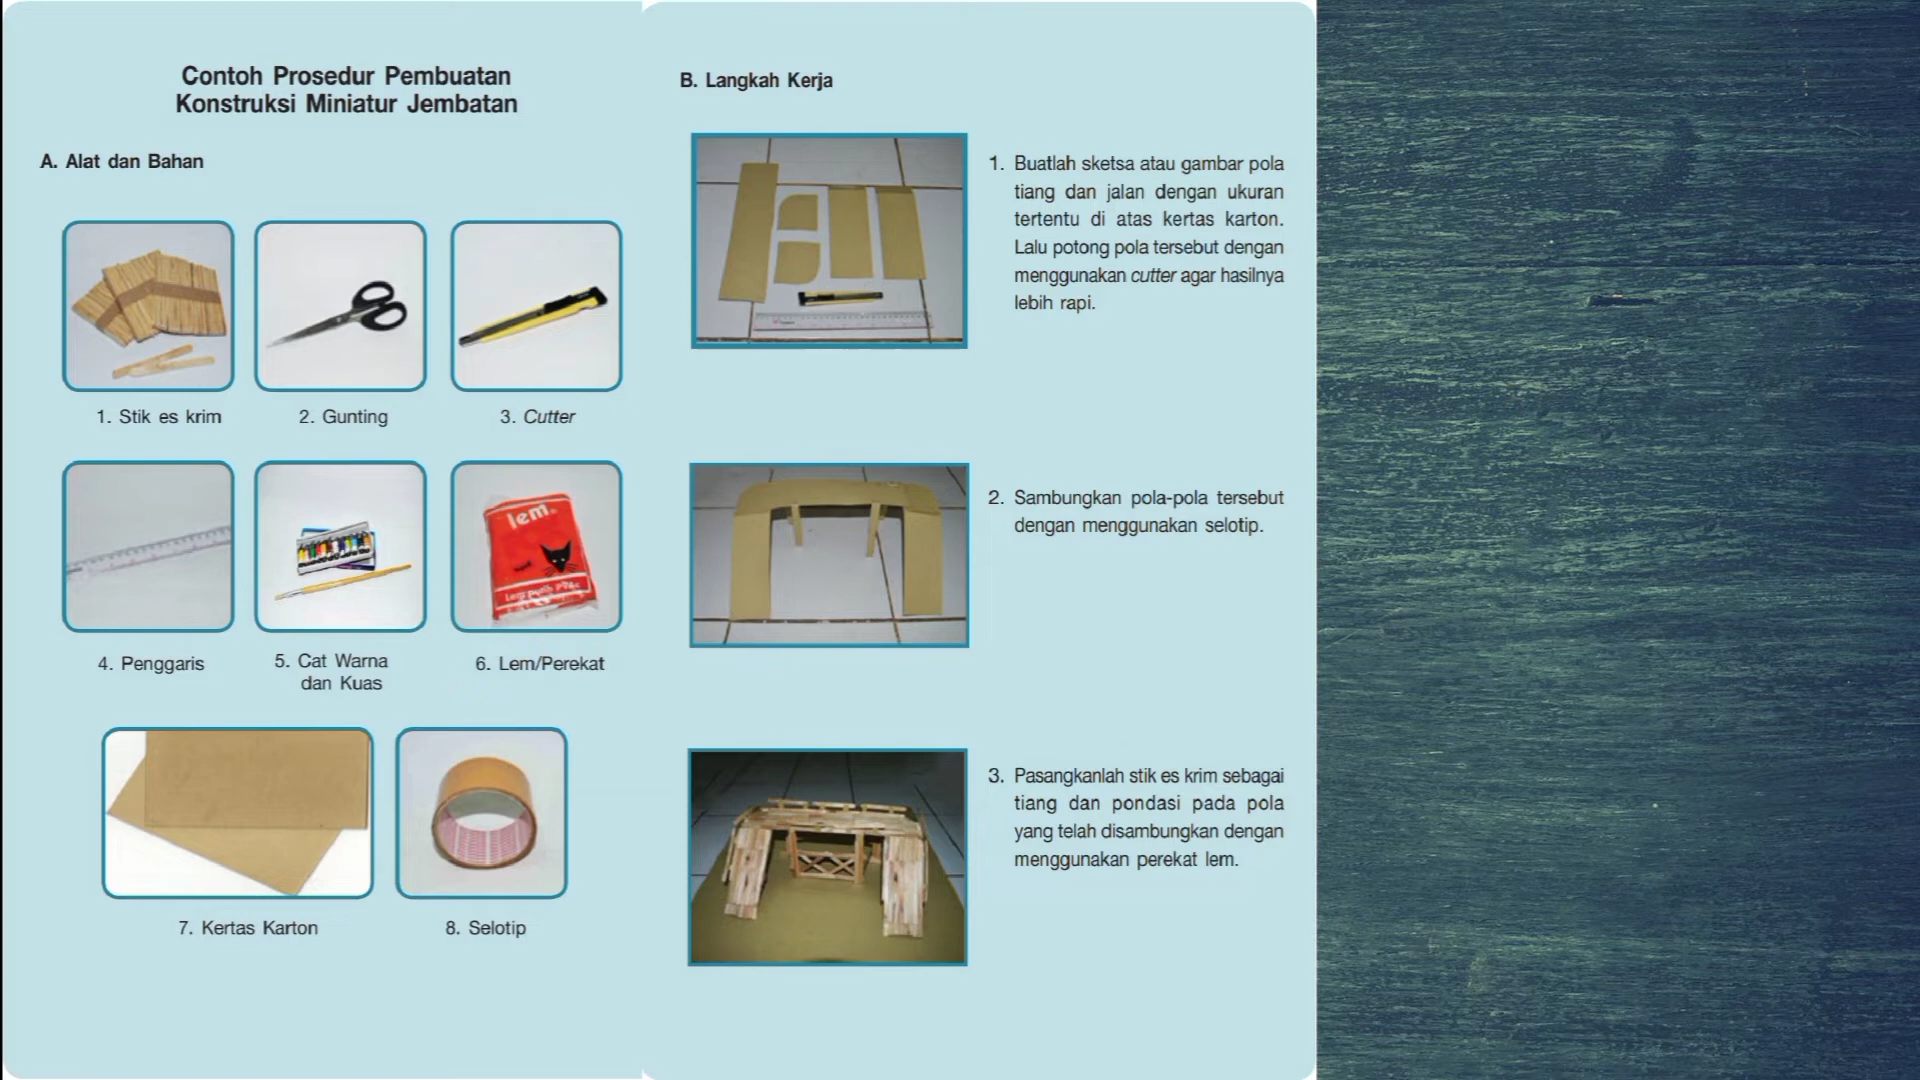 Contoh Prosedur Pembuatan
Konstruksi Miniatur Jembatan
A. Alat dan Bahan
1. Stik es krim
2. Gunting
3. Cutter
lem
Lem putih PVAc
4. Penggaris
5. Cat Warna
dan Kuas
6. Lem/Perekat
7. Kertas Karton
8. Selotip
B. Langkah Kerja
1. Buatlah sketsa atau gambar pola
tiang dan jalan dengan ukuran
tertentu di atas kertas karton.
Lalu potong pola tersebut dengan
menggunakan cutter agar hasilnya
lebih rapi.
2. Sambungkan pola-pola tersebut
dengan menggunakan selotip.
3. Pasangkanlah stik es krim sebagai
tiang dan pondasi pada pola
yang telah disambungkan dengan
menggunakan perekat lem.